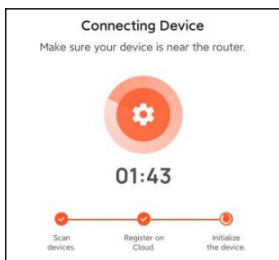 Connecting Device
Make sure your device is near the router.
01:43
Scan
devices.
Register on
Cloud.
Initialize
the device.